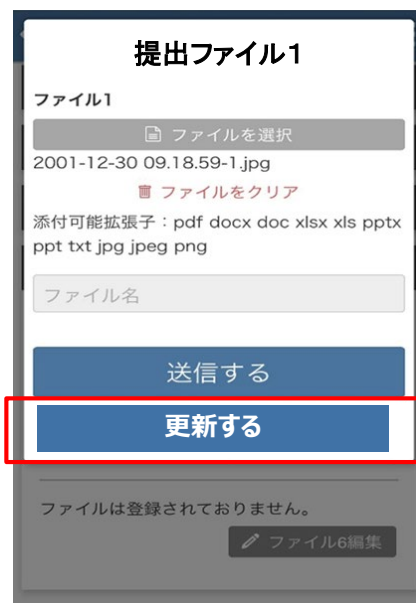 提出ファイル1
ファイル1
ファイルを選択
2001-12-30 09.18.59-1.jpg
ファイルをクリア
添付可能拡張子：pdf docx doc xlsx xls pptx
ppt txt jpg jpeg png
ファイル名
送信する
更新する
ファイルは登録されておりません。
ファイル6編集